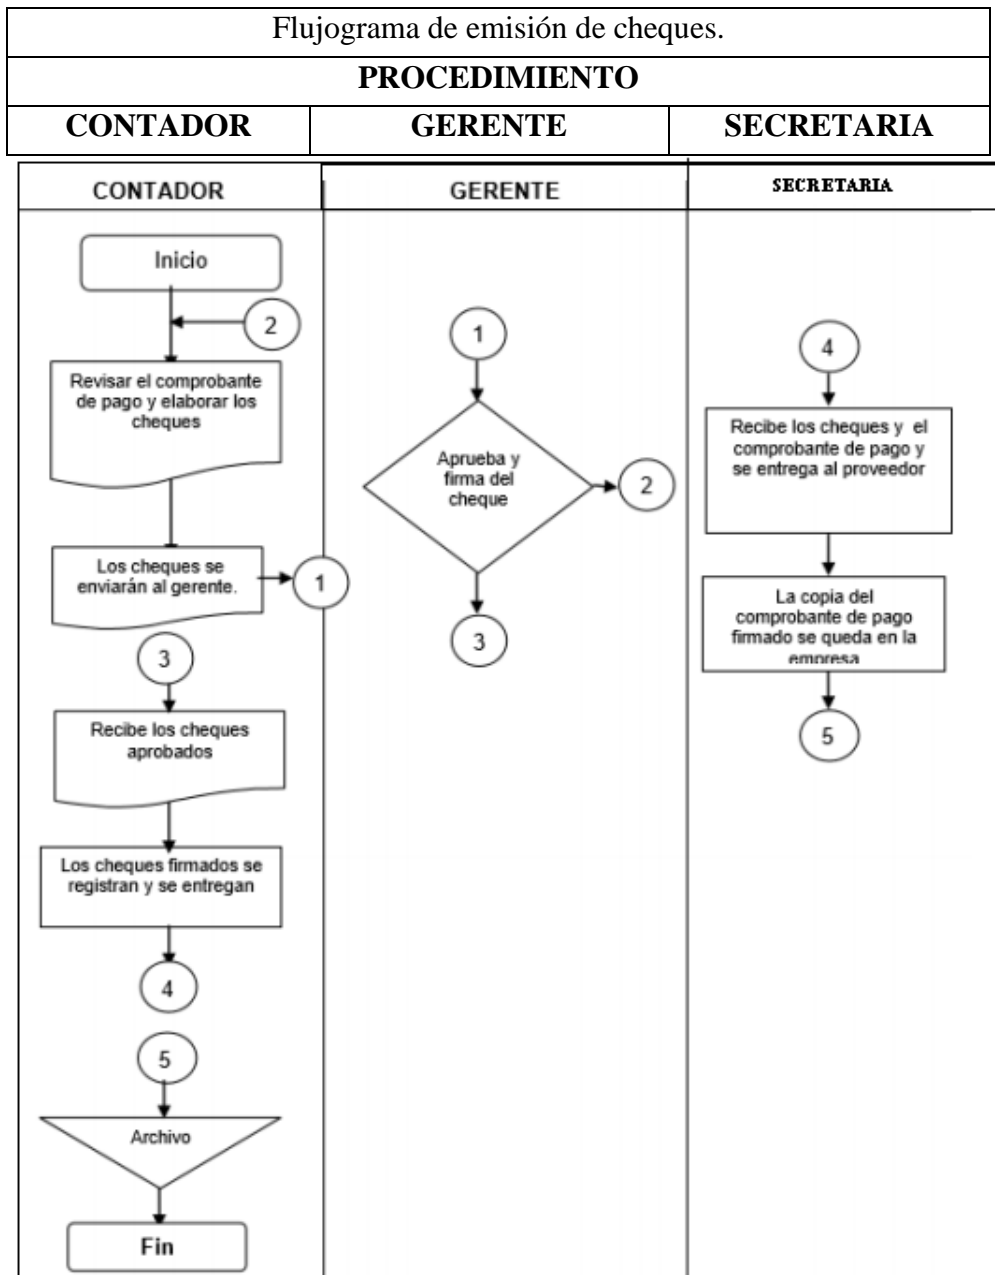 Flujograma de emisión de cheques.
PROCEDIMIENTO
CONTADOR GERENTE SECRETARIA
CONTADOR GERENTE SECRETARIA
Inicio
2
Revisar el comprobante
de pago y elaborar los
cheques
Los cheques se
enviarán al gerente.
1
3
Recibe los cheques
aprobados
Los cheques firmados se
registran y se entregan
4
5
Archivo
Fin
1
Aprueba y
firma del
cheque
2
3
4
Recibe los cheques y el
comprobante de pago y
se entrega al proveedor
La copia del
comprobante de pago
firmado se queda en la
empresa
5